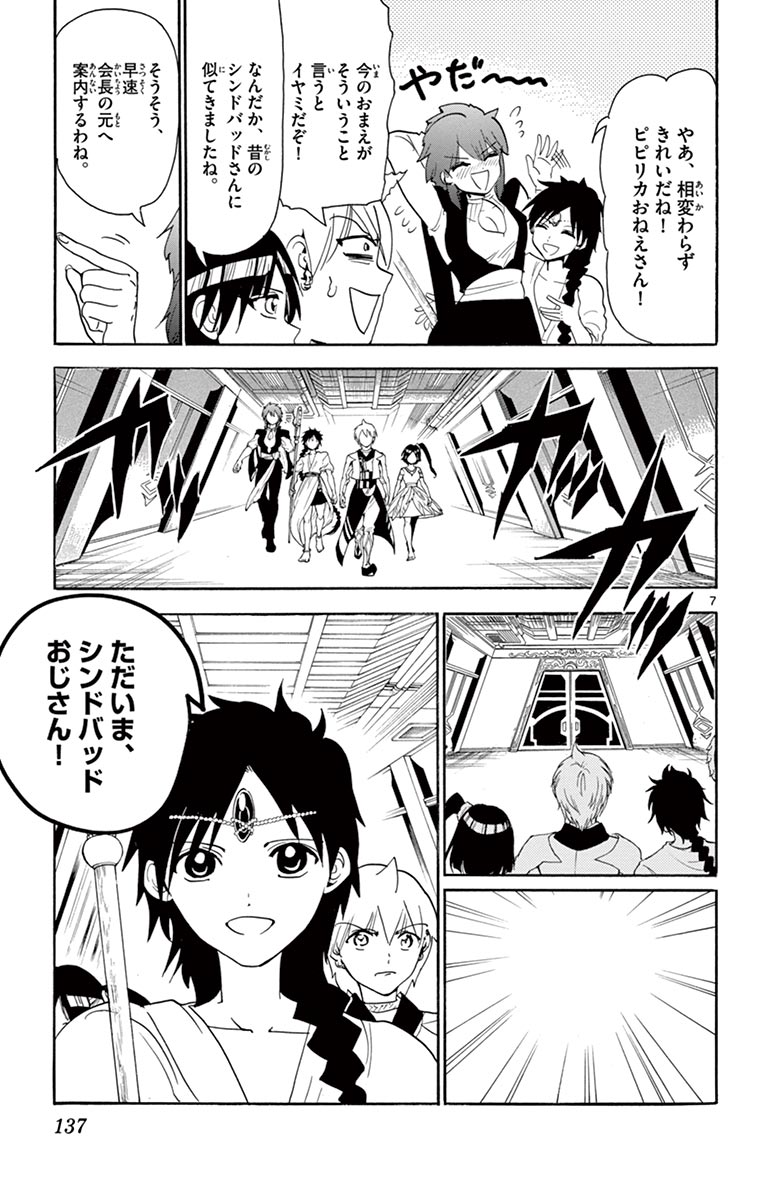 やあ、相変わらず
きれいだね！
ピピリカおねえさん！
やだ〜〜
今のおまえが
そういうこと
言うと
イヤミだぞ！
なんだか、昔の
シンドバッドさんに
似てきましたね。
そうそう、
早速
会長の元へ
案内するわね。
ザッ
ザッ
ザッ
ザッ
7
ただいま、
シンドバッド
おじさん！
137